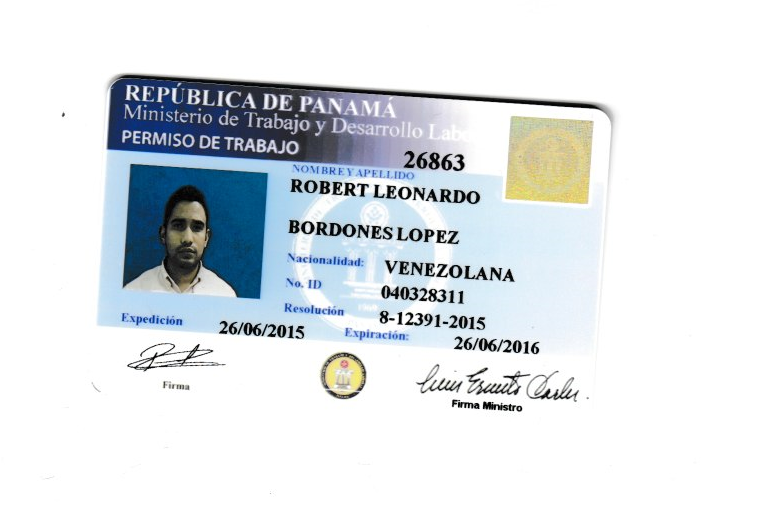 REPÚBLICA DE PANAMÁ
Ministerio de Trabajo y Desarrollo
PERMISO DE TRABAJO
26863
NOMBRE Y APELLIDO
ROBERT LEONARDO
BORDONES LOPEZ
Nacionalidad: VENEZOLANA
No. ID 040328311
Resolución 8-12391-2015
Expedición 26/06/2015 Expiración: 26/06/2016
Firma
Firma Ministro